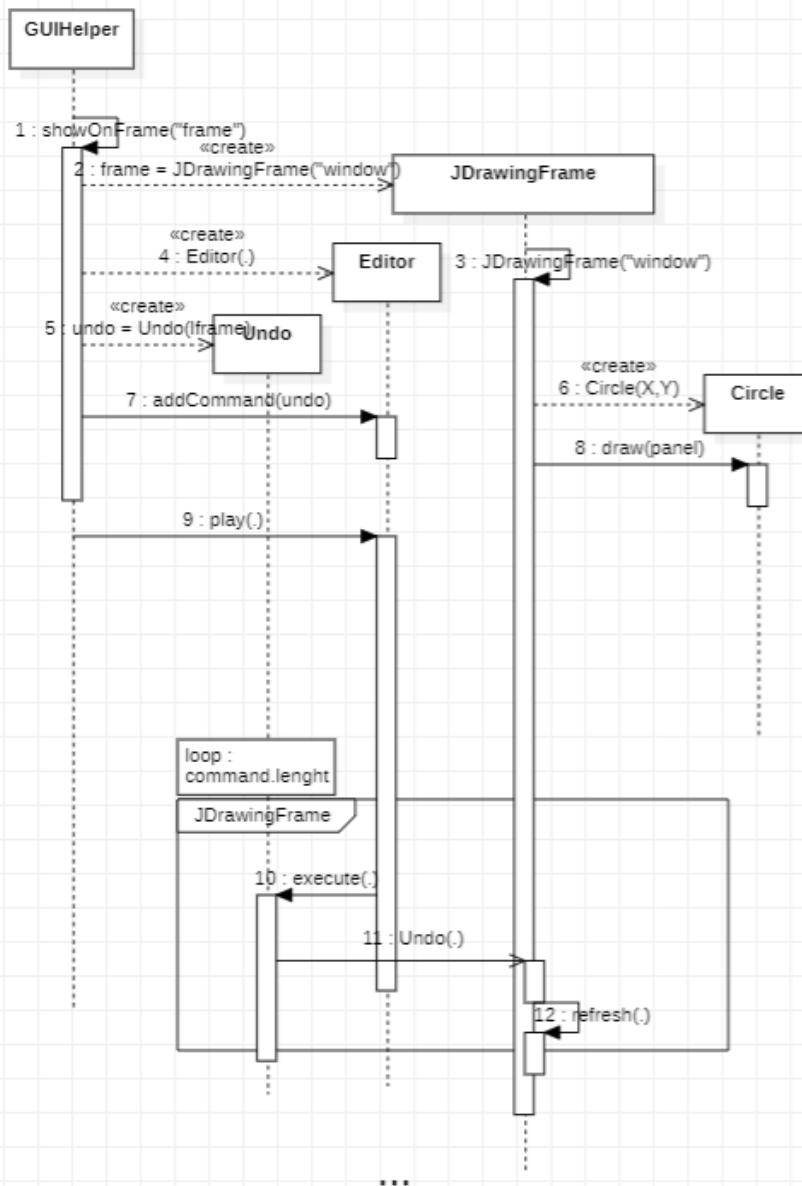 GUIHelper
1 : showOnFrame("frame")
«create»
2 : frame = JDrawingFrame("window")
JDrawingFrame
«create»
4 : Editor(.)
Editor
3 : JDrawingFrame("window")
«create»
5 : undo = Undo(lframe)
Undo
«create»
6 : Circle(X,Y)
Circle
7 : addCommand(undo)
8 : draw(panel)
9 : play(.)
loop :
command.lenght
JDrawingFrame
10 : execute(.)
11 : Undo(.)
12 : refresh(.)
...